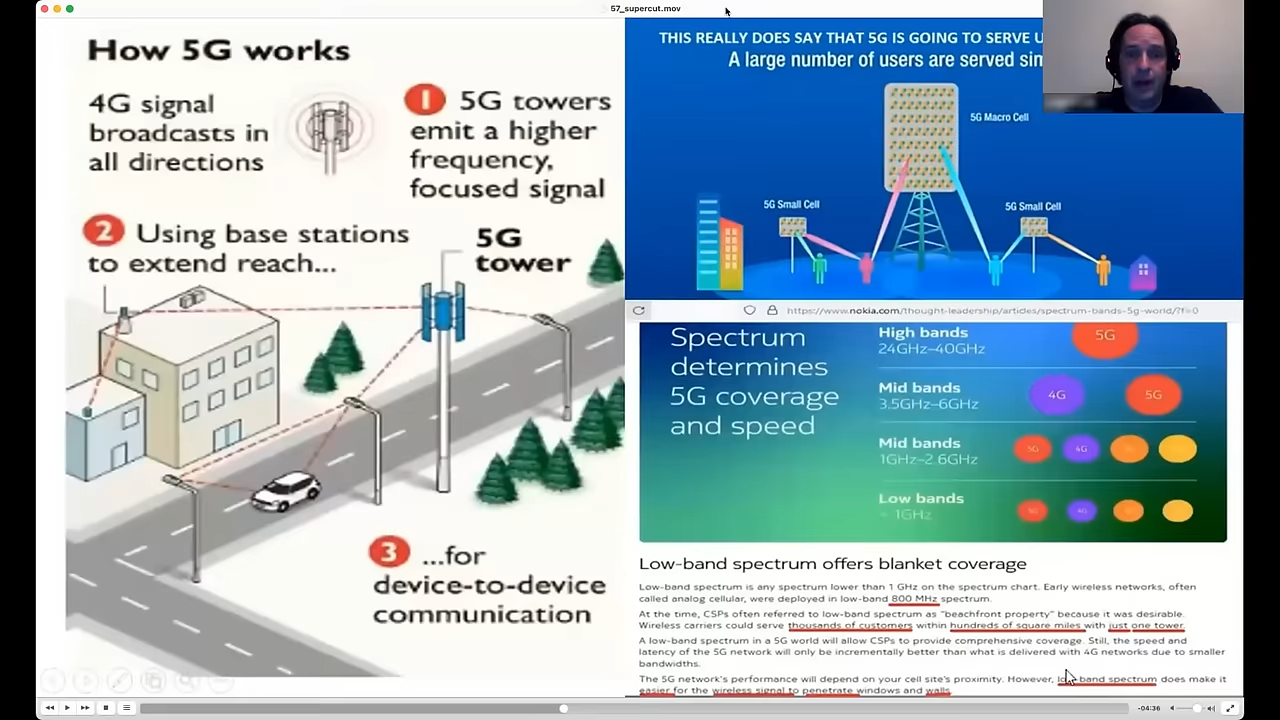 57_supercut.mov
How 5G works
4G signal
broadcasts in
all directions
1 5G towers
emit a higher
frequency,
focused signal
2 Using base stations
to extend reach...
5G
tower
3 ...for
device-to-device
communication
THIS REALLY DOES SAY THAT 5G IS GOING TO SERVE
A large number of users are served
5G Macro Cell
5G Small Cell
5G Small Cell
https://www.nokia.com/thought-leadership/articles/spectrum-bands-5g-world/?f=0
Spectrum
determines
5G coverage
and speed
High bands
24GHz–40GHz
5G
Mid bands
3.5GHz–6GHz
4G
5G
Mid bands
1GHz–2.6GHz
5G
4G
Low bands
< 1GHz
5G
4G
Low-band spectrum offers blanket coverage
Low-band spectrum is any spectrum lower than 1 GHz on the spectrum chart. Early wireless networks, often
called analog cellular, were deployed in low-band 800 MHz spectrum.
At the time, CSPs often referred to low-band spectrum as "beachfront property" because it was desirable.
Wireless carriers could serve thousands of customers within hundreds of square miles with just one tower.
A low-band spectrum in a 5G world will allow CSPs to provide comprehensive coverage. Still, the speed and
latency of the 5G network will only be incrementally better than what is delivered with 4G networks due to smaller
bandwidths.
The 5G network's performance will depend on your cell site's proximity. However, low-band spectrum does make it
easier for the wireless signal to penetrate windows and walls.
-04:36